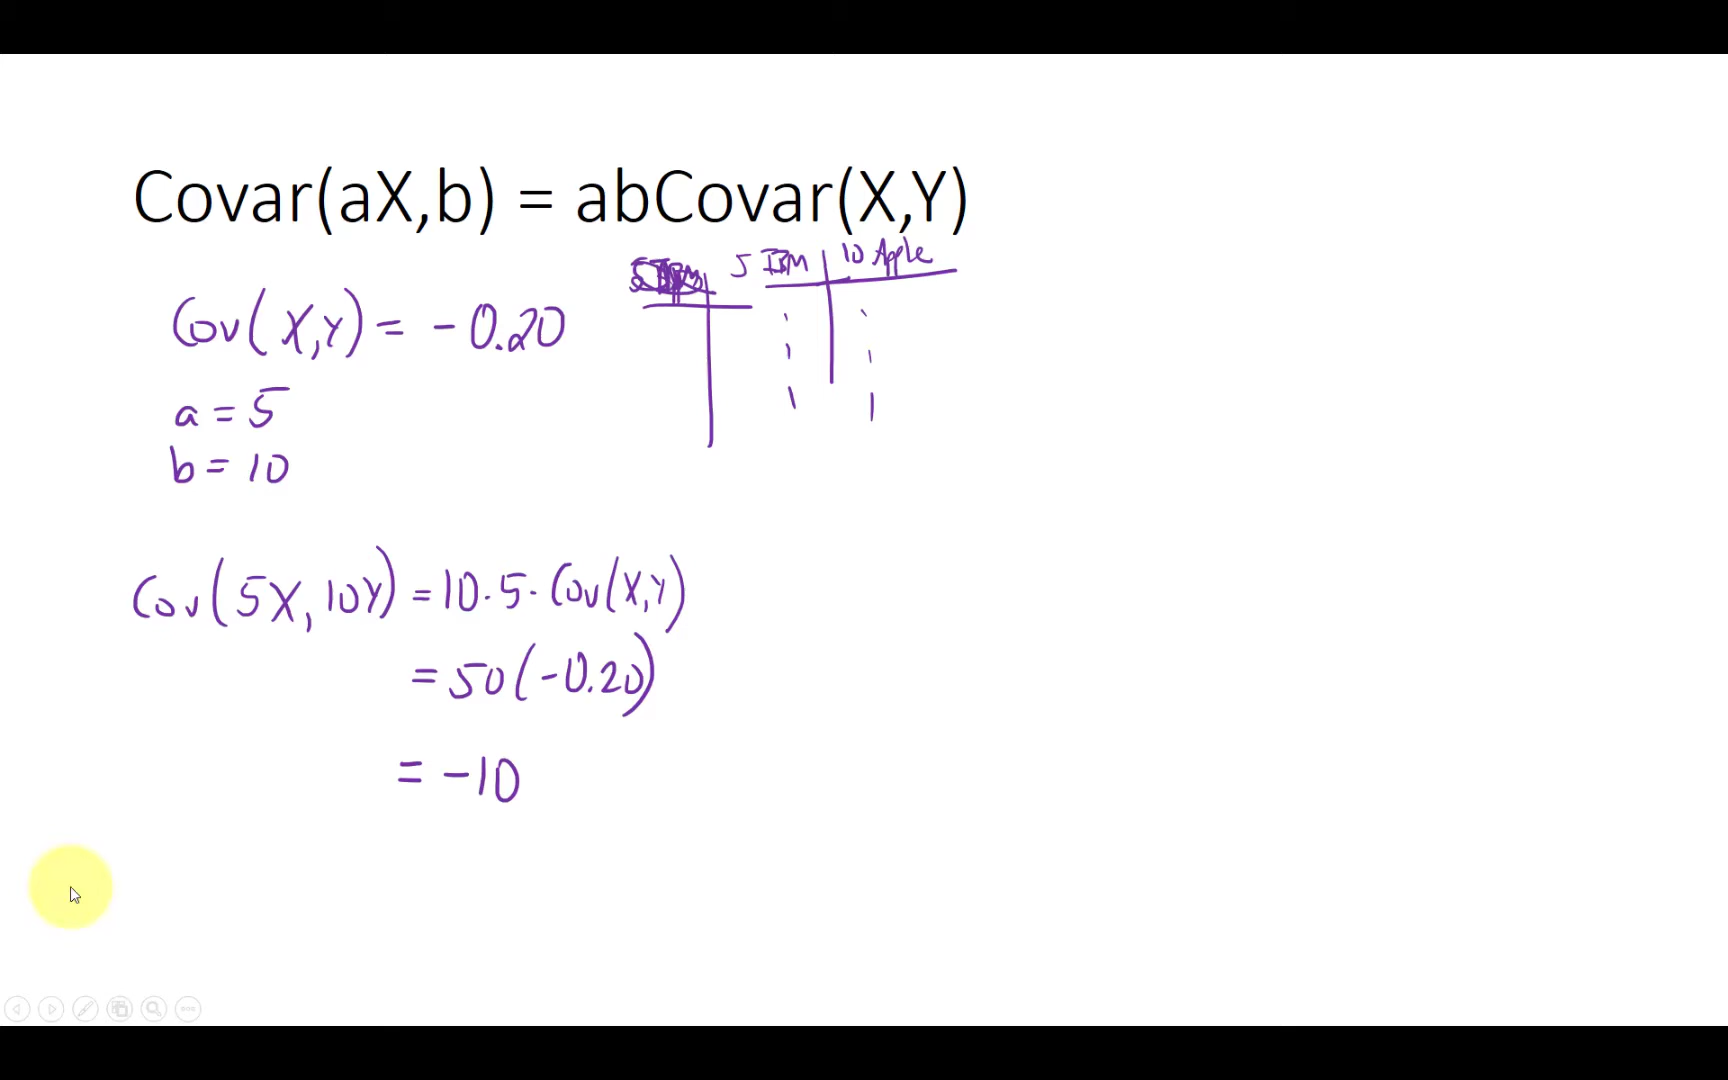 Covar(aX,b) = abCovar(X,Y)
5 IBM 10 Apple
Cov(X,Y) = -0.20
a = 5
b = 10
Cov(5X, 10Y) = 10·5·Cov(X,Y)
= 50(-0.20)
= -10